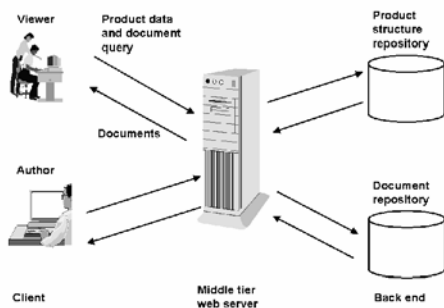 Viewer
Product data
and document
query
Product
structure
repository
Documents
Author
Document
repository
Client
Middle tier
web server
Back end